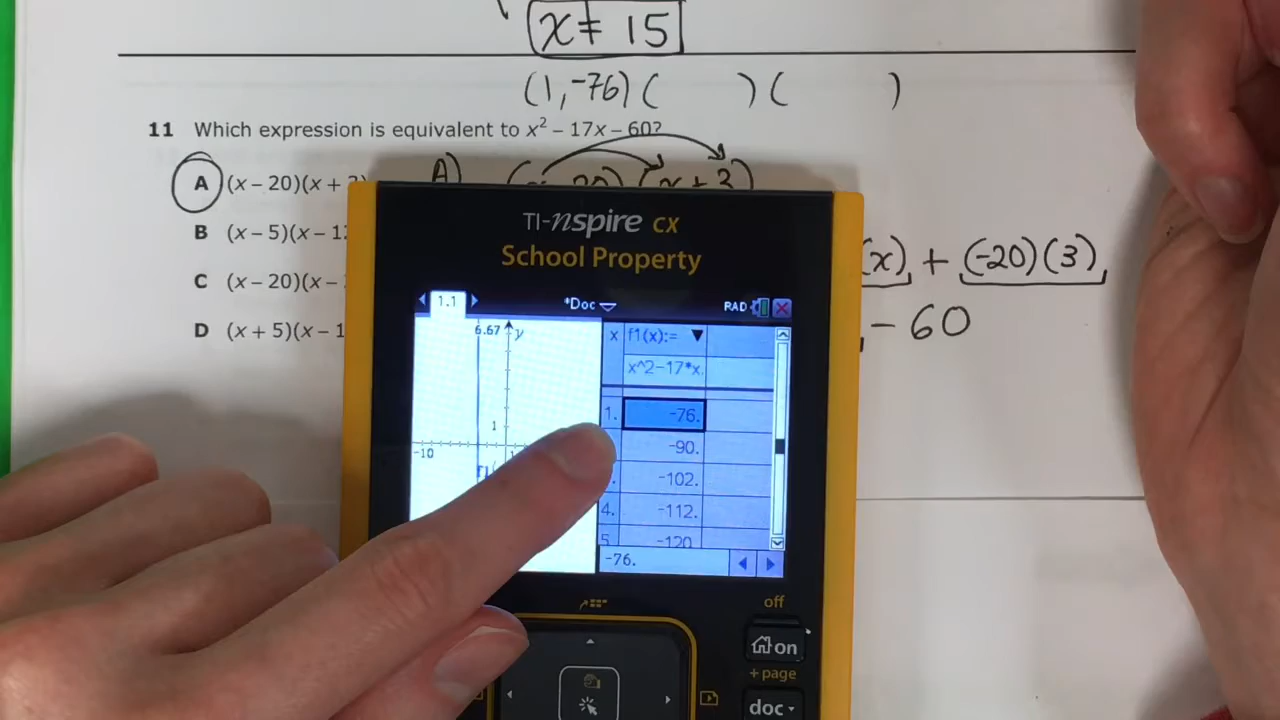 x ≠ 15
(1,-76)( )( )
11 Which expression is equivalent to x² – 17x – 60?
A (x – 20)(x +
A)
B (x – 5)(x – 1
(x) + (-20)(3)
C (x – 20)(x –
- 60
D (x + 5)(x – 1
TI-nspire CX
School Property
1.1
*Doc
RAD
6.67 y
x f1(x):=
x^2-17*x.
1. -76.
1
-90.
-10
-102.
4. -112.
5 -120
-76.
off
on
+ page
doc